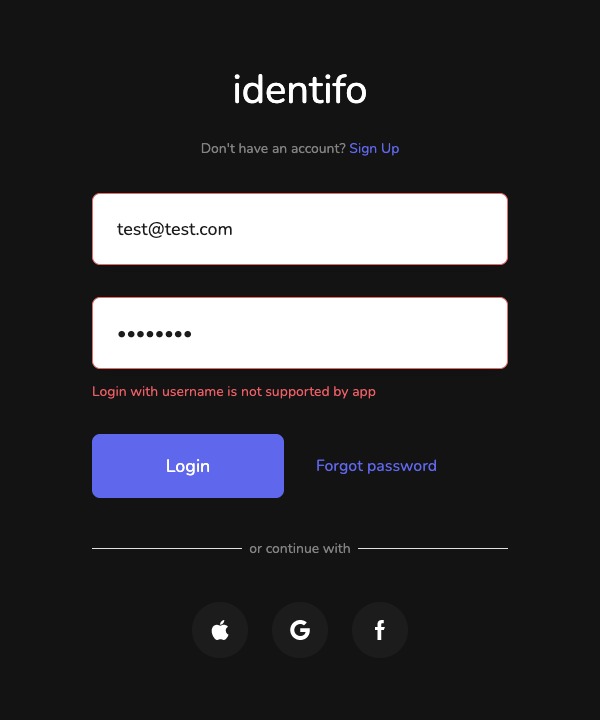 identifo
Don't have an account? Sign Up
test@test.com
••••••••
Login with username is not supported by app
Login
Forgot password
or continue with